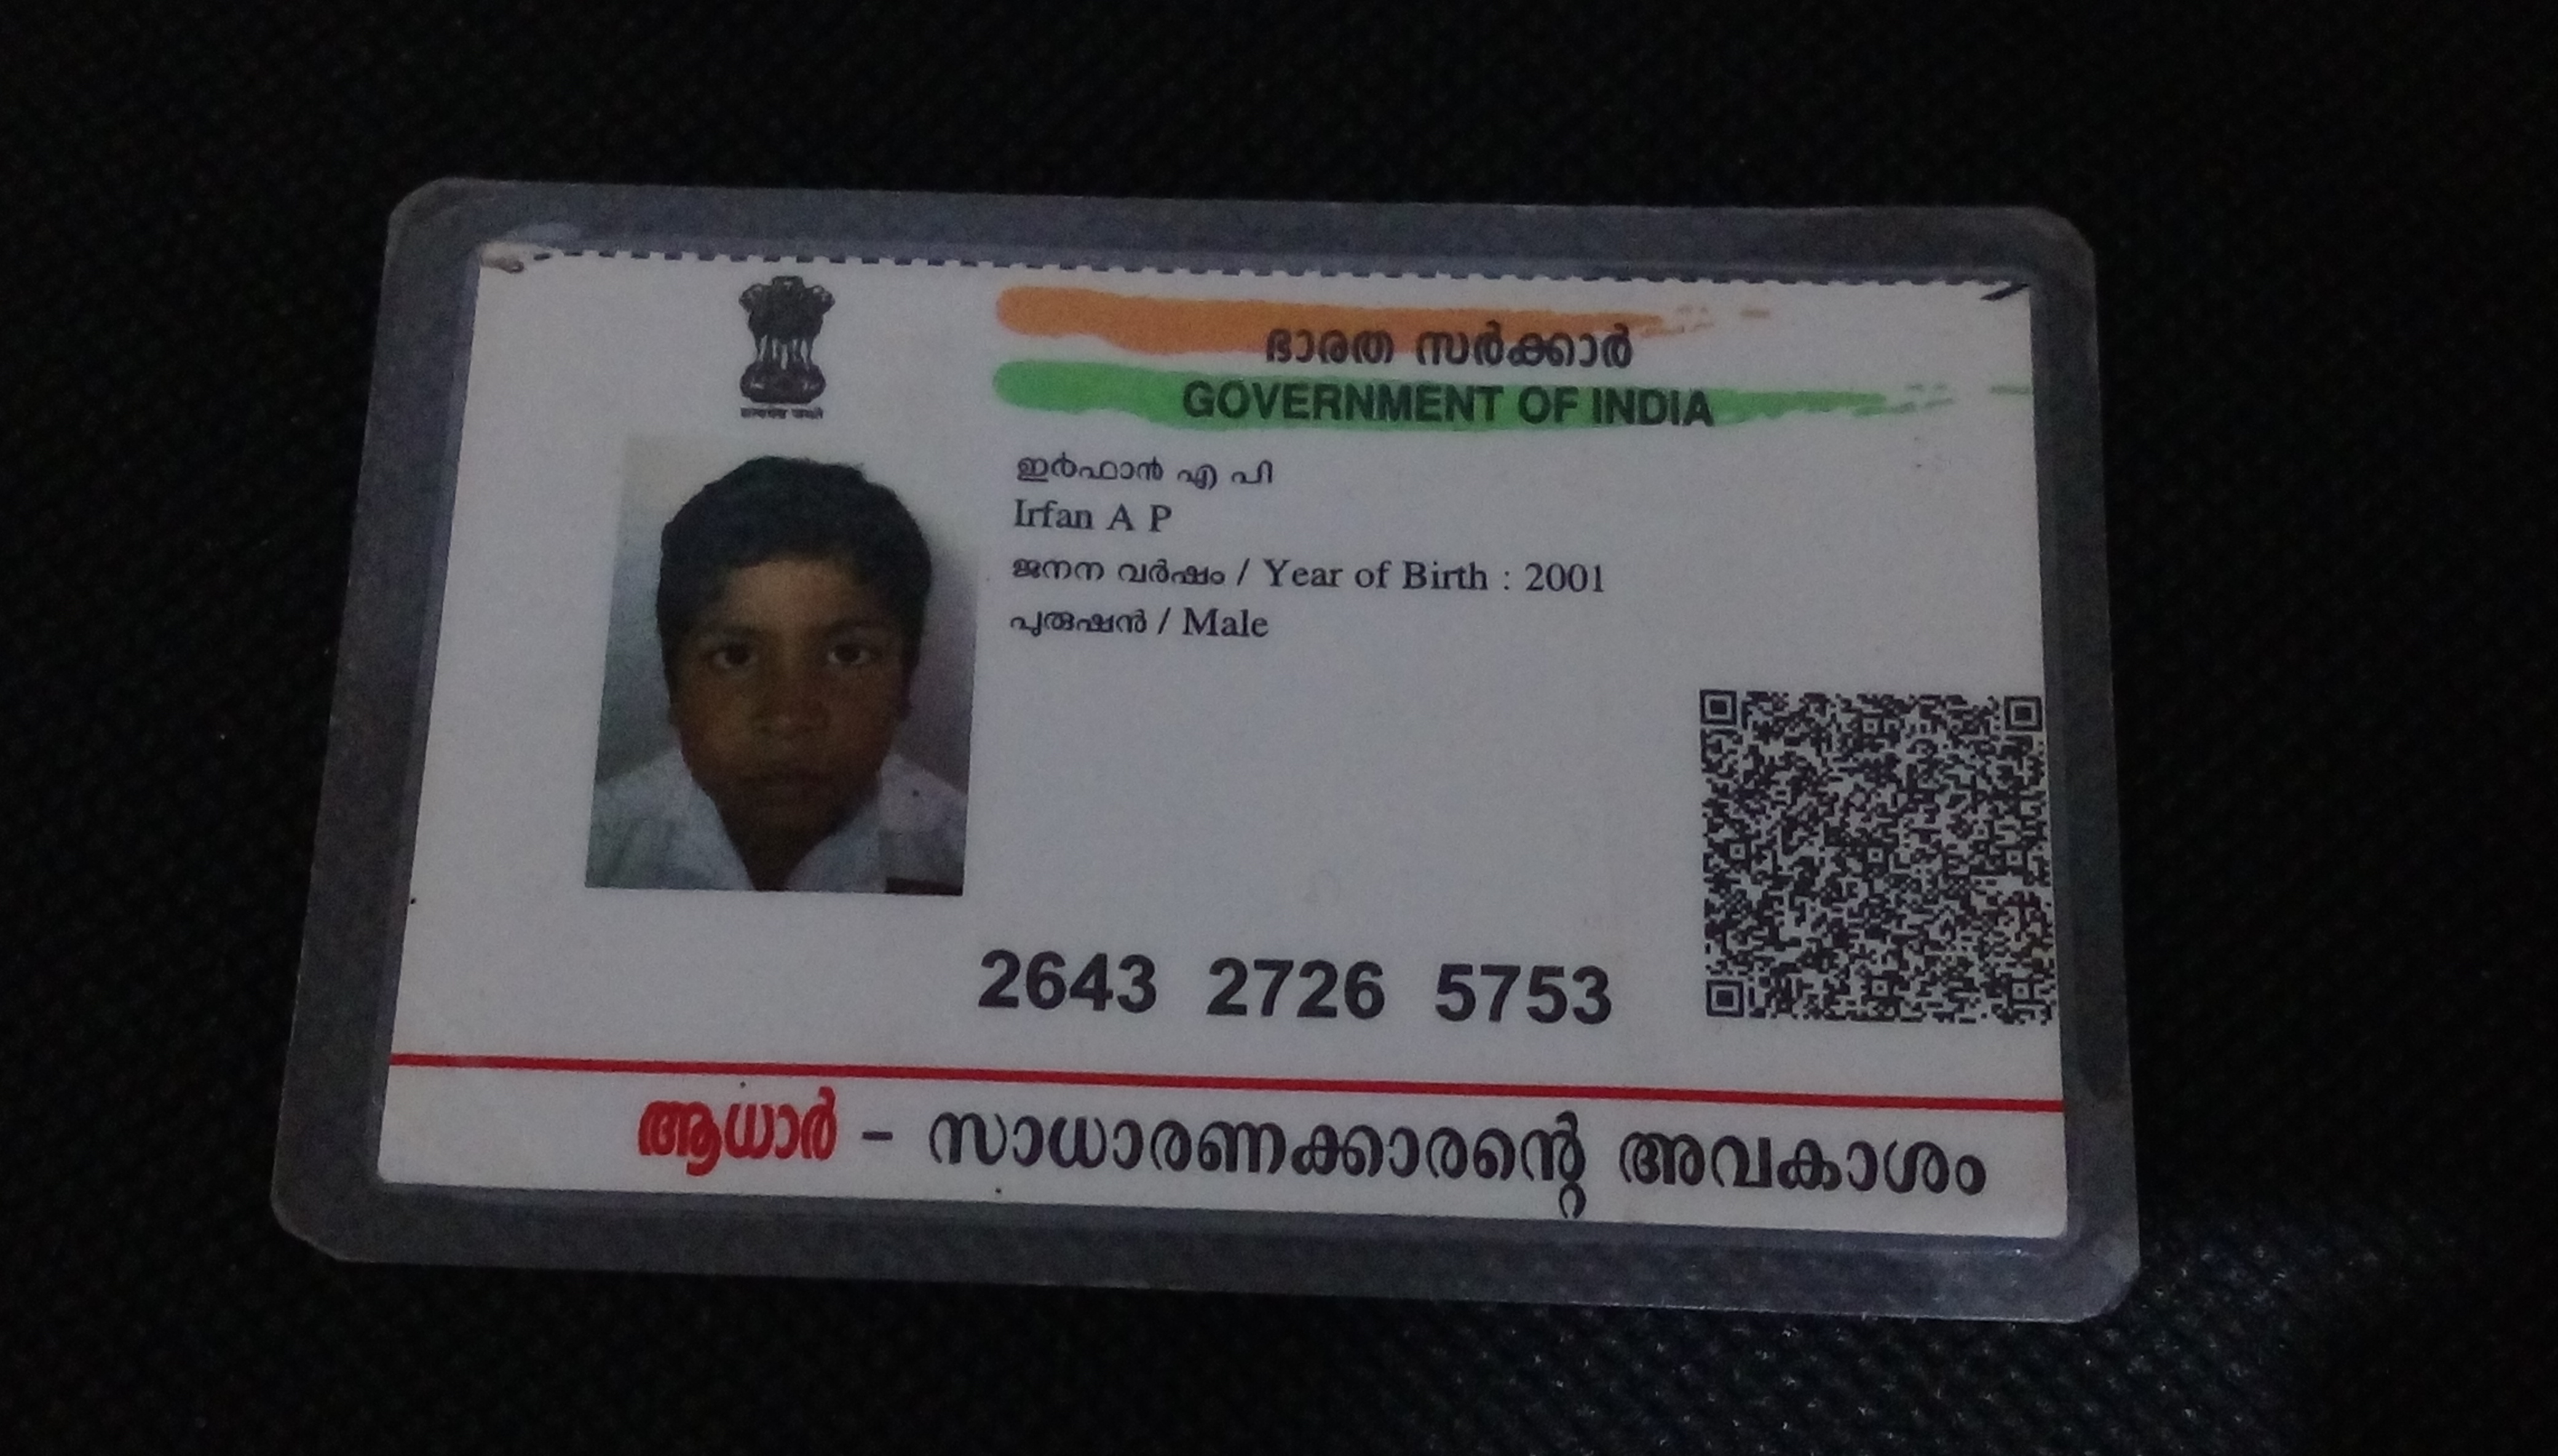 ഭാരത സർക്കാർ
GOVERNMENT OF INDIA
ഇർഫാൻ എ പി
Irfan A P
ജനന വർഷം / Year of Birth : 2001
പുരുഷൻ / Male
2643 2726 5753
ആധാർ – സാധാരണക്കാരന്റെ അവകാശം